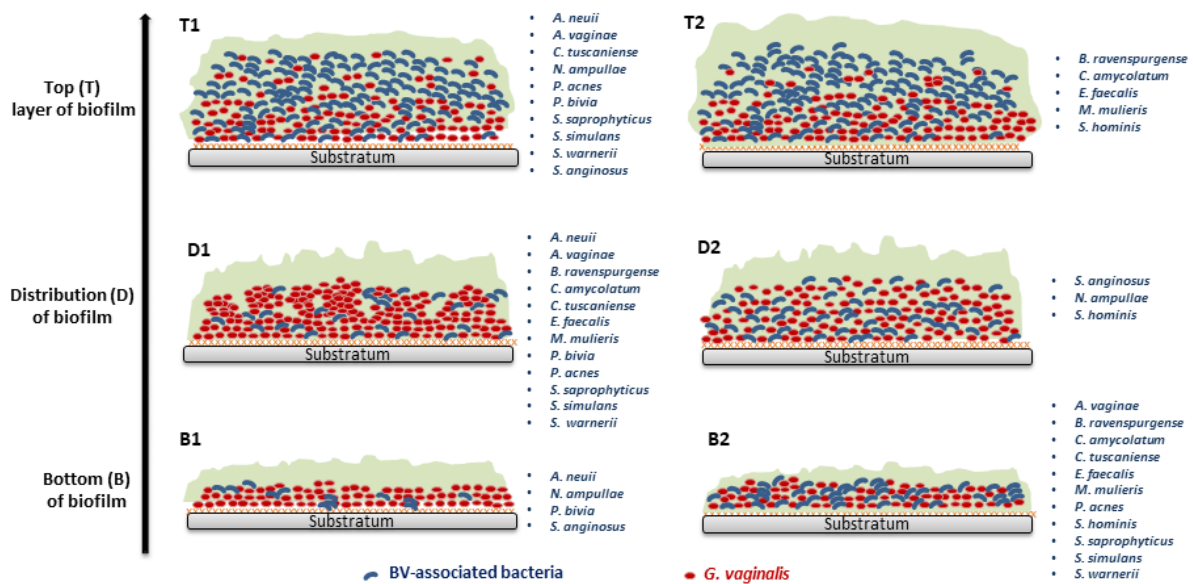 T1
• A. neuii
• A. vaginae
• C. tuscaniense
• N. ampullae
• P. acnes
• P. bivia
• S. saprophyticus
• S. simulans
• S. warnerii
• S. anginosus
Substratum
T2
• B. ravenspurgense
• C. amycolatum
• E. faecalis
• M. mulieris
• S. hominis
Substratum
Top (T)
layer of biofilm
D1
• A. neuii
• A. vaginae
• B. ravenspurgense
• C. amycolatum
• C. tuscaniense
• E. faecalis
• M. mulieris
• P. bivia
• P. acnes
• S. saprophyticus
• S. simulans
• S. warnerii
Substratum
D2
• S. anginosus
• N. ampullae
• S. hominis
Substratum
Distribution (D)
of biofilm
B1
• A. neuii
• N. ampullae
• P. bivia
• S. anginosus
Substratum
B2
• A. vaginae
• B. ravenspurgense
• C. amycolatum
• C. tuscaniense
• E. faecalis
• M. mulieris
• P. acnes
• S. hominis
• S. saprophyticus
• S. simulans
• S. warnerii
Substratum
Bottom (B)
of biofilm
BV-associated bacteria
G. vaginalis